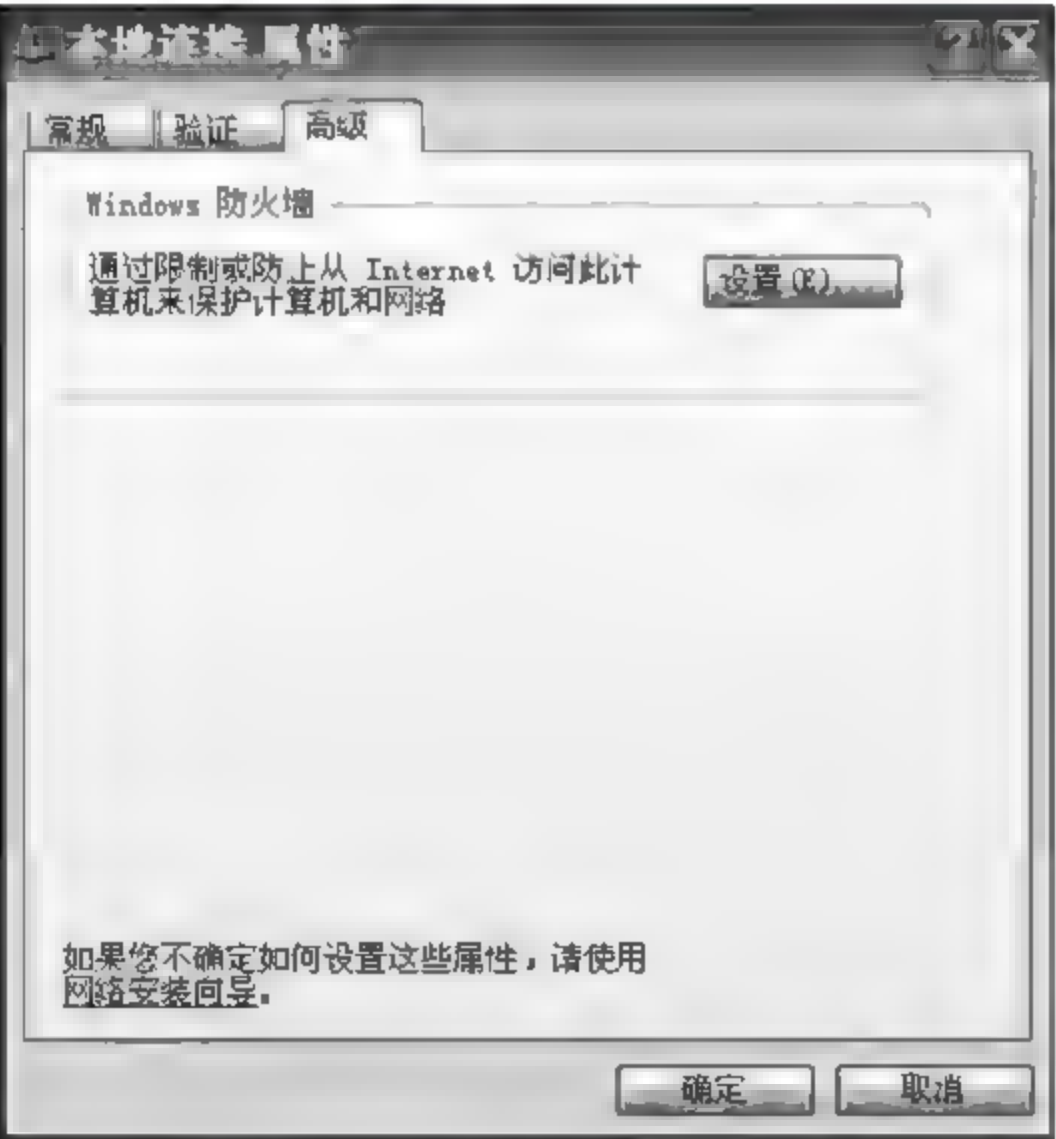 本地连接 属性
常规 验证 高级
Windows 防火墙
通过限制或防止从 Internet 访问此计
算机来保护计算机和网络
设置(E)...
如果您不确定如何设置这些属性，请使用
网络安装向导。
确定 取消